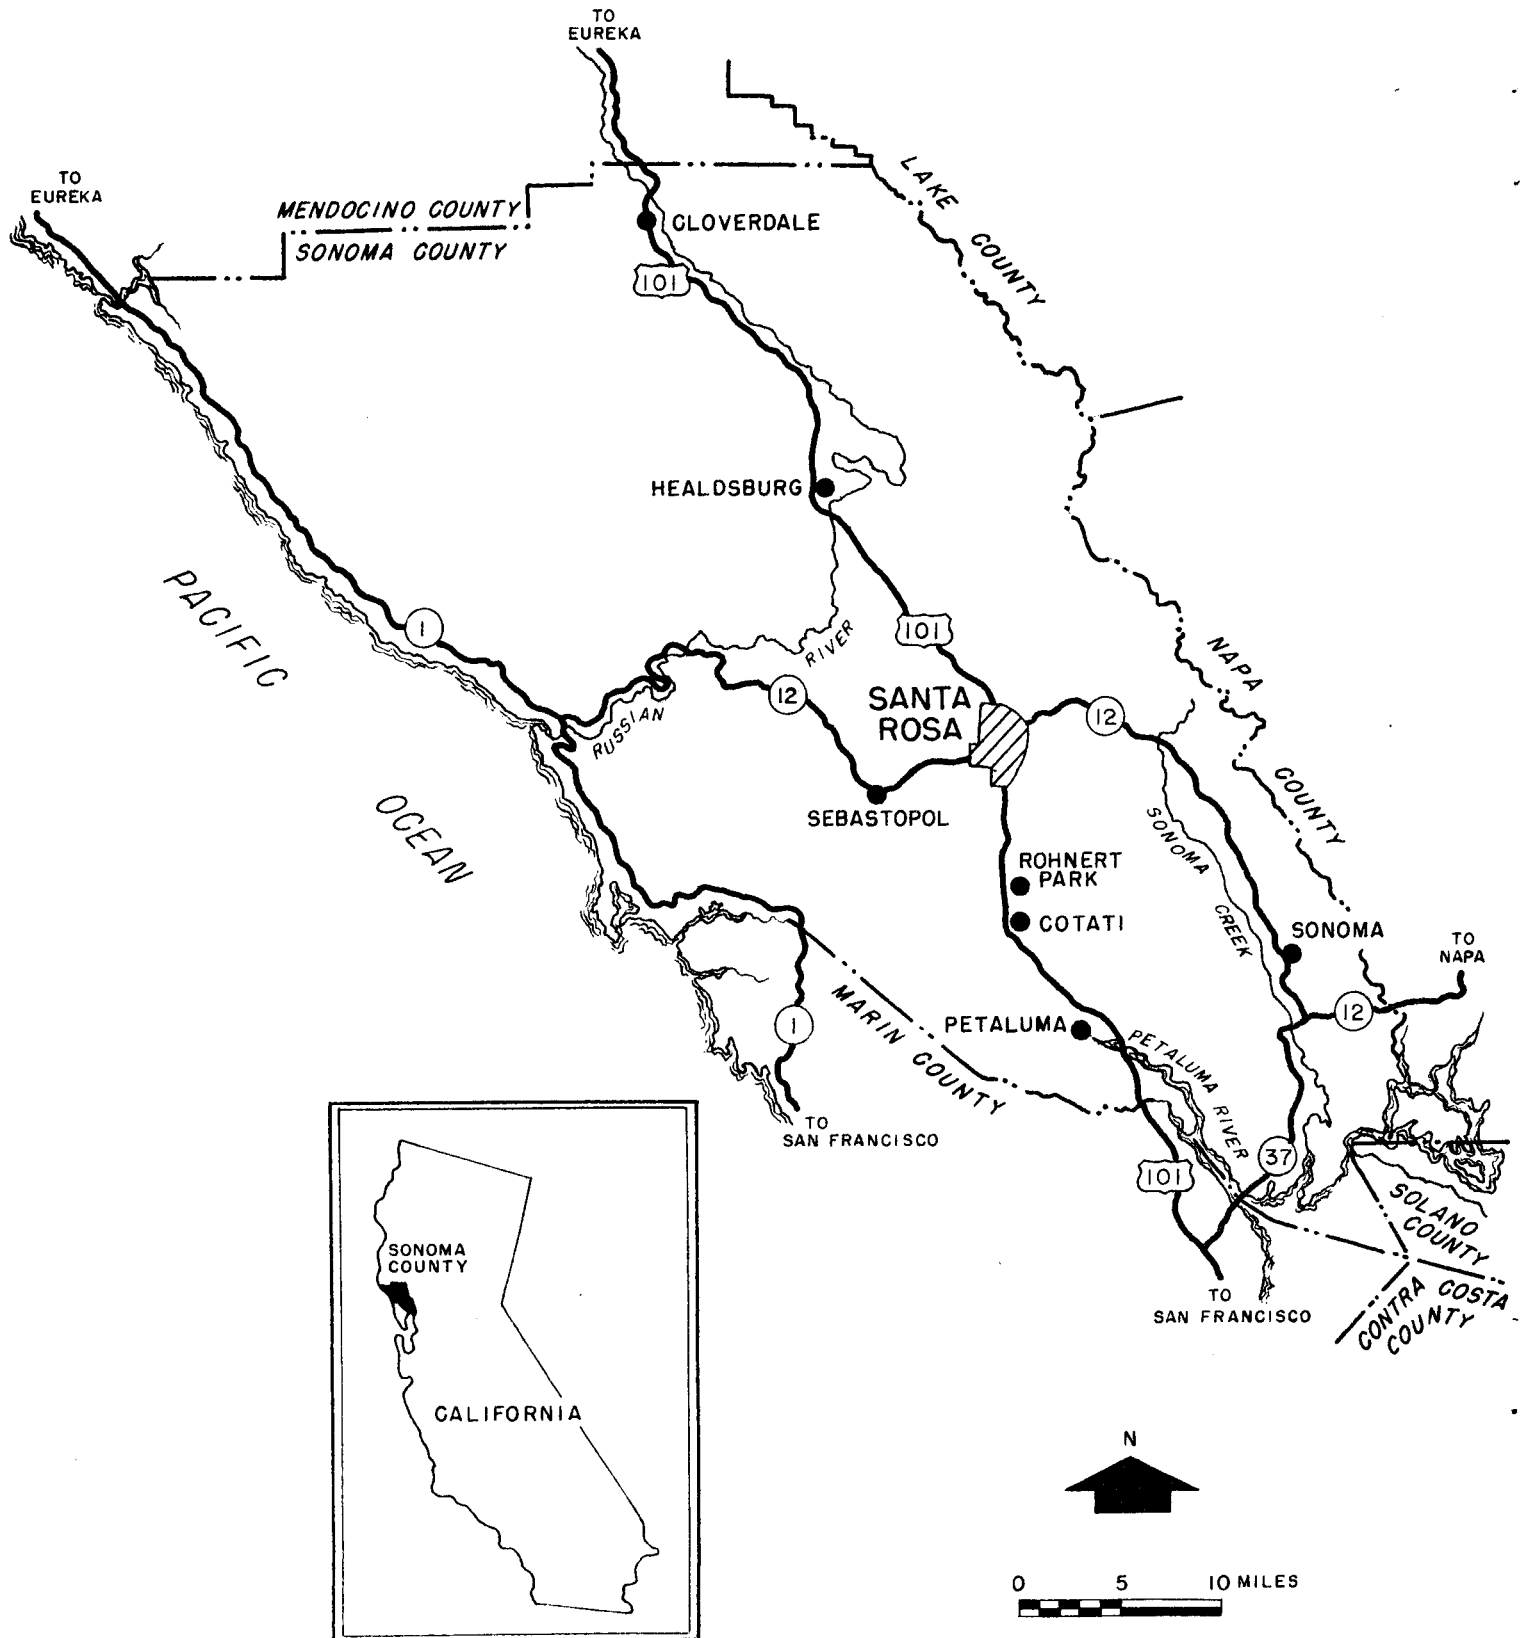 TO
EUREKA
TO
EUREKA
LAKE
COUNTY
MENDOCINO COUNTY
SONOMA COUNTY
CLOVERDALE
101
HEALDSBURG
PACIFIC
OCEAN
1
RUSSIAN
RIVER
101
NAPA
COUNTY
12
SANTA
ROSA
12
SEBASTOPOL
SONOMA
CREEK
ROHNERT
PARK
COTATI
SONOMA
TO
NAPA
12
MARIN COUNTY
1
PETALUMA
PETALUMA RIVER
TO
SAN FRANCISCO
37
101
SOLANO
COUNTY
CONTRA COSTA
COUNTY
TO
SAN FRANCISCO
SONOMA
COUNTY
CALIFORNIA
N
0 5 10 MILES